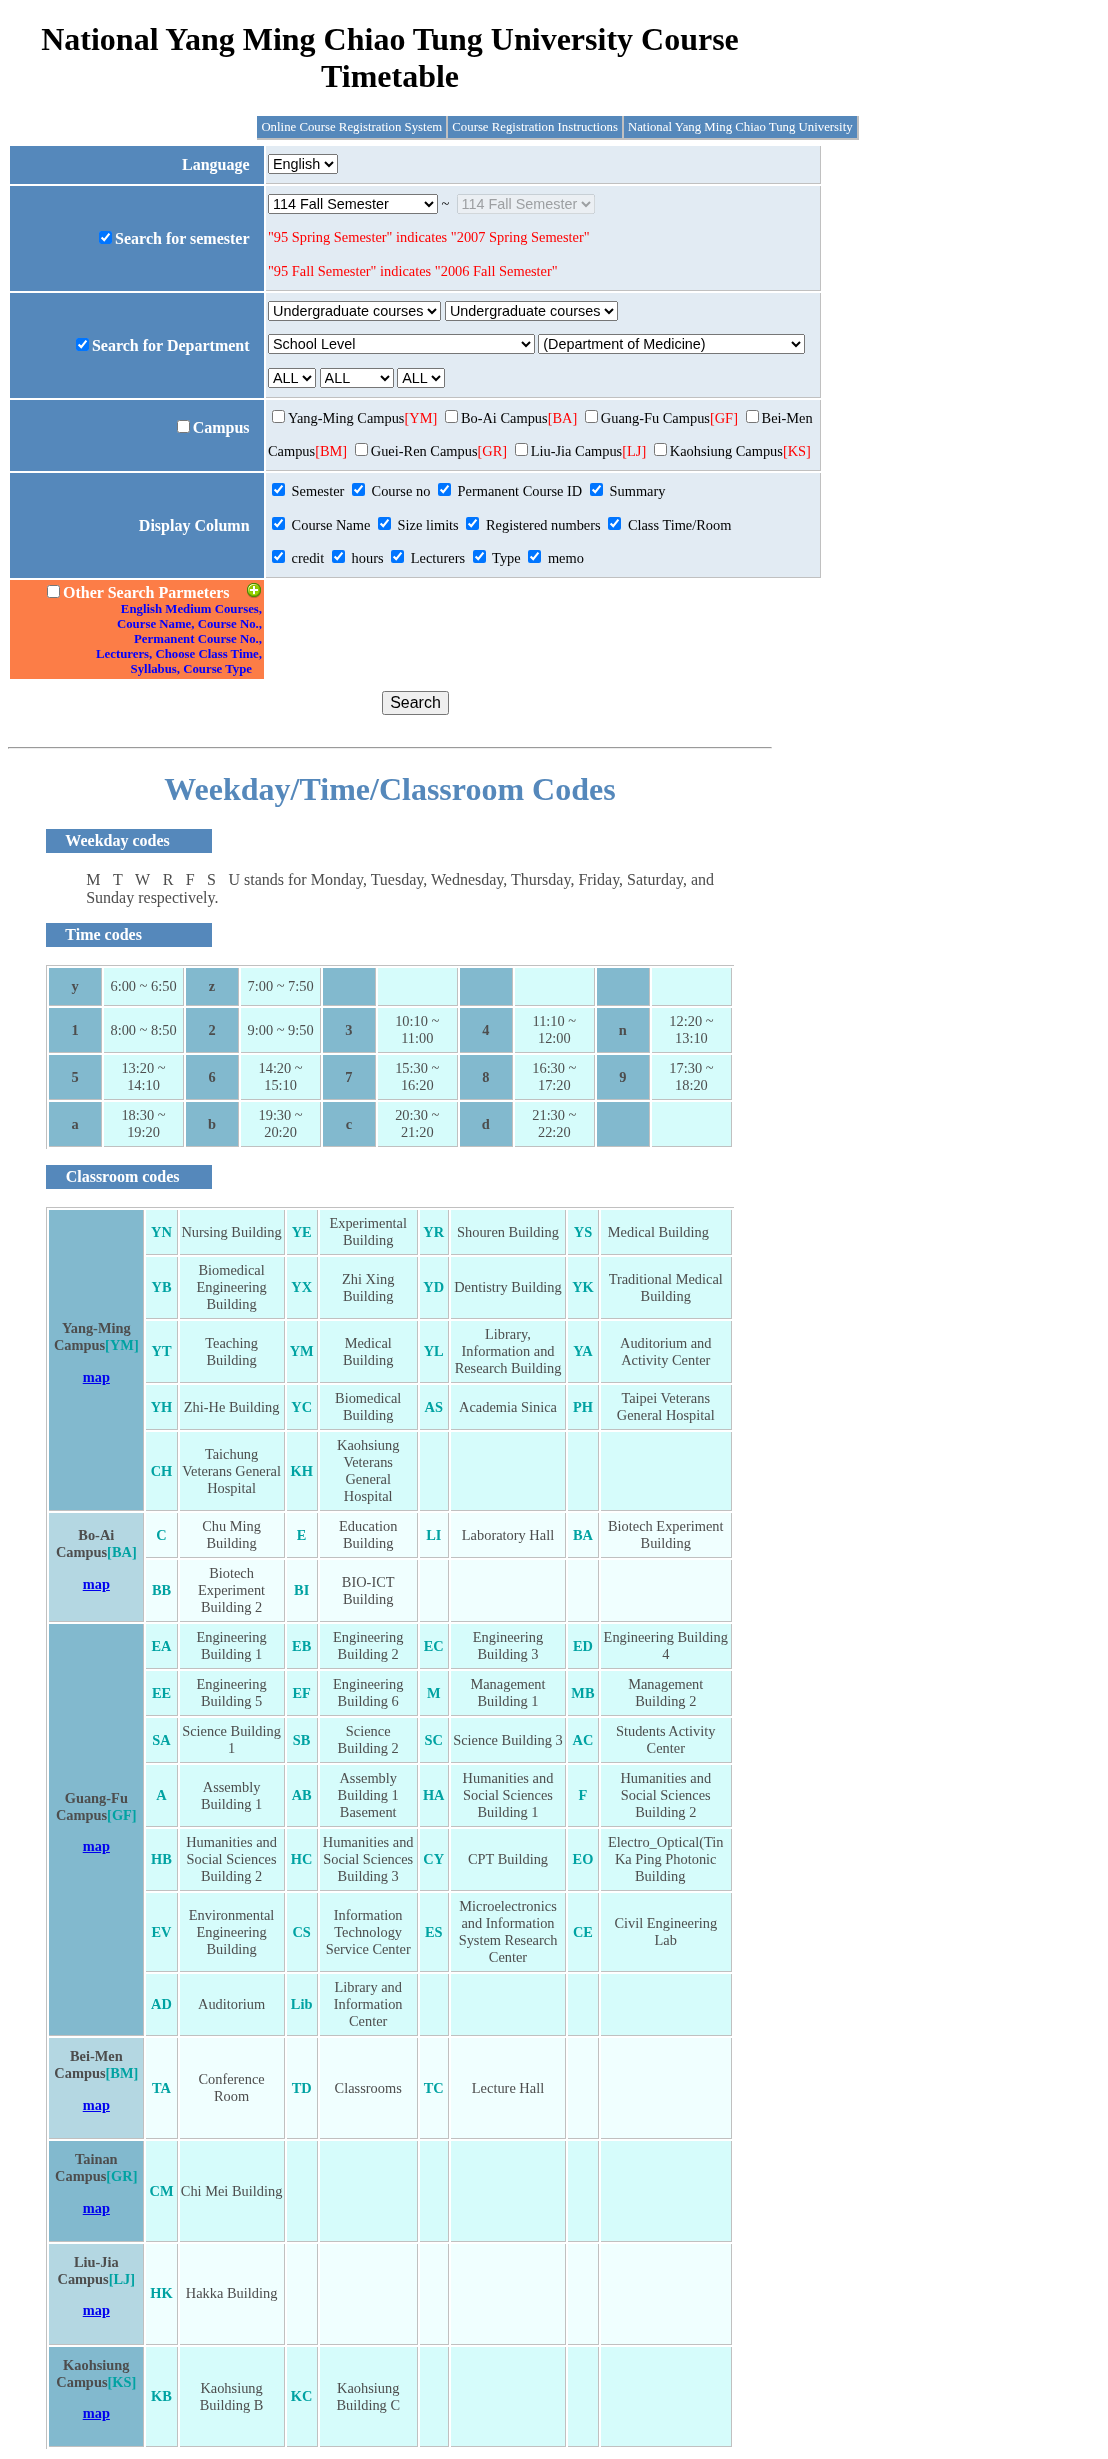 National Yang Ming Chiao Tung University Course
Timetable
Online Course Registration System Course Registration Instructions National Yang Ming Chiao Tung University
Language English
114 Fall Semester ~ 114 Fall Semester
Search for semester "95 Spring Semester" indicates "2007 Spring Semester"
"95 Fall Semester" indicates "2006 Fall Semester"
Undergraduate courses Undergraduate courses
Search for Department School Level (Department of Medicine)
ALL ALL ALL
Campus Yang-Ming Campus[YM] Bo-Ai Campus[BA] Guang-Fu Campus[GF] Bei-Men
Campus[BM] Guei-Ren Campus[GR] Liu-Jia Campus[LJ] Kaohsiung Campus[KS]
Semester Course no Permanent Course ID Summary
Display Column Course Name Size limits Registered numbers Class Time/Room
credit hours Lecturers Type memo
Other Search Parmeters
English Medium Courses,
Course Name, Course No.,
Permanent Course No.,
Lecturers, Choose Class Time,
Syllabus, Course Type
Search
Weekday/Time/Classroom Codes
Weekday codes
M T W R F S U stands for Monday, Tuesday, Wednesday, Thursday, Friday, Saturday, and
Sunday respectively.
Time codes
y 6:00 ~ 6:50 z 7:00 ~ 7:50
1 8:00 ~ 8:50 2 9:00 ~ 9:50 3 10:10 ~ 11:00 4 11:10 ~ 12:00 n 12:20 ~ 13:10
5 13:20 ~ 14:10 6 14:20 ~ 15:10 7 15:30 ~ 16:20 8 16:30 ~ 17:20 9 17:30 ~ 18:20
a 18:30 ~ 19:20 b 19:30 ~ 20:20 c 20:30 ~ 21:20 d 21:30 ~ 22:20
Classroom codes
Yang-Ming Campus[YM] map
YN Nursing Building YE Experimental Building YR Shouren Building YS Medical Building
YB Biomedical Engineering Building YX Zhi Xing Building YD Dentistry Building YK Traditional Medical Building
YT Teaching Building YM Medical Building YL Library, Information and Research Building YA Auditorium and Activity Center
YH Zhi-He Building YC Biomedical Building AS Academia Sinica PH Taipei Veterans General Hospital
CH Taichung Veterans General Hospital KH Kaohsiung Veterans General Hospital
Bo-Ai Campus[BA] map
C Chu Ming Building E Education Building LI Laboratory Hall BA Biotech Experiment Building
BB Biotech Experiment Building 2 BI BIO-ICT Building
Guang-Fu Campus[GF] map
EA Engineering Building 1 EB Engineering Building 2 EC Engineering Building 3 ED Engineering Building 4
EE Engineering Building 5 EF Engineering Building 6 M Management Building 1 MB Management Building 2
SA Science Building 1 SB Science Building 2 SC Science Building 3 AC Students Activity Center
A Assembly Building 1 AB Assembly Building 1 Basement HA Humanities and Social Sciences Building 1 F Humanities and Social Sciences Building 2
HB Humanities and Social Sciences Building 2 HC Humanities and Social Sciences Building 3 CY CPT Building EO Electro_Optical(Tin Ka Ping Photonic Building
EV Environmental Engineering Building CS Information Technology Service Center ES Microelectronics and Information System Research Center CE Civil Engineering Lab
AD Auditorium Lib Library and Information Center
Bei-Men Campus[BM] map
TA Conference Room TD Classrooms TC Lecture Hall
Tainan Campus[GR] map
CM Chi Mei Building
Liu-Jia Campus[LJ] map
HK Hakka Building
Kaohsiung Campus[KS] map
KB Kaohsiung Building B KC Kaohsiung Building C